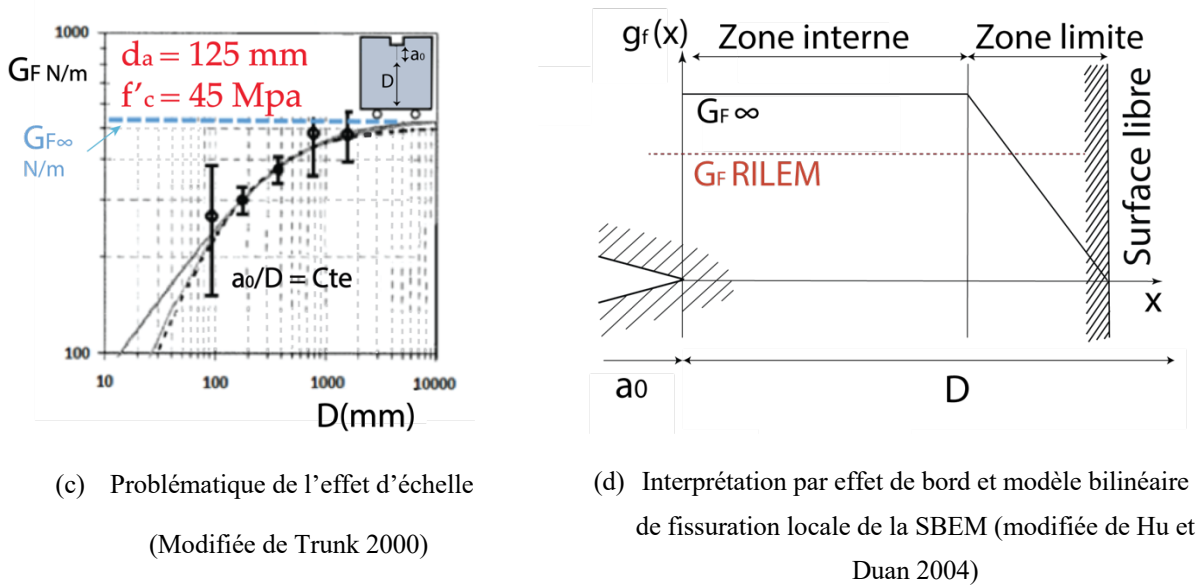 1000
GF N/m
da = 125 mm
f'c = 45 Mpa
a0
D
GF∞
N/m
a0/D = Cte
100
10 100 1000 10000
D(mm)
(c) Problématique de l'effet d'échelle
(Modifiée de Trunk 2000)
gf(x) Zone interne Zone limite
GF∞
GF RILEM
Surface libre
x
a0 D
(d) Interprétation par effet de bord et modèle bilinéaire
de fissuration locale de la SBEM (modifiée de Hu et
Duan 2004)